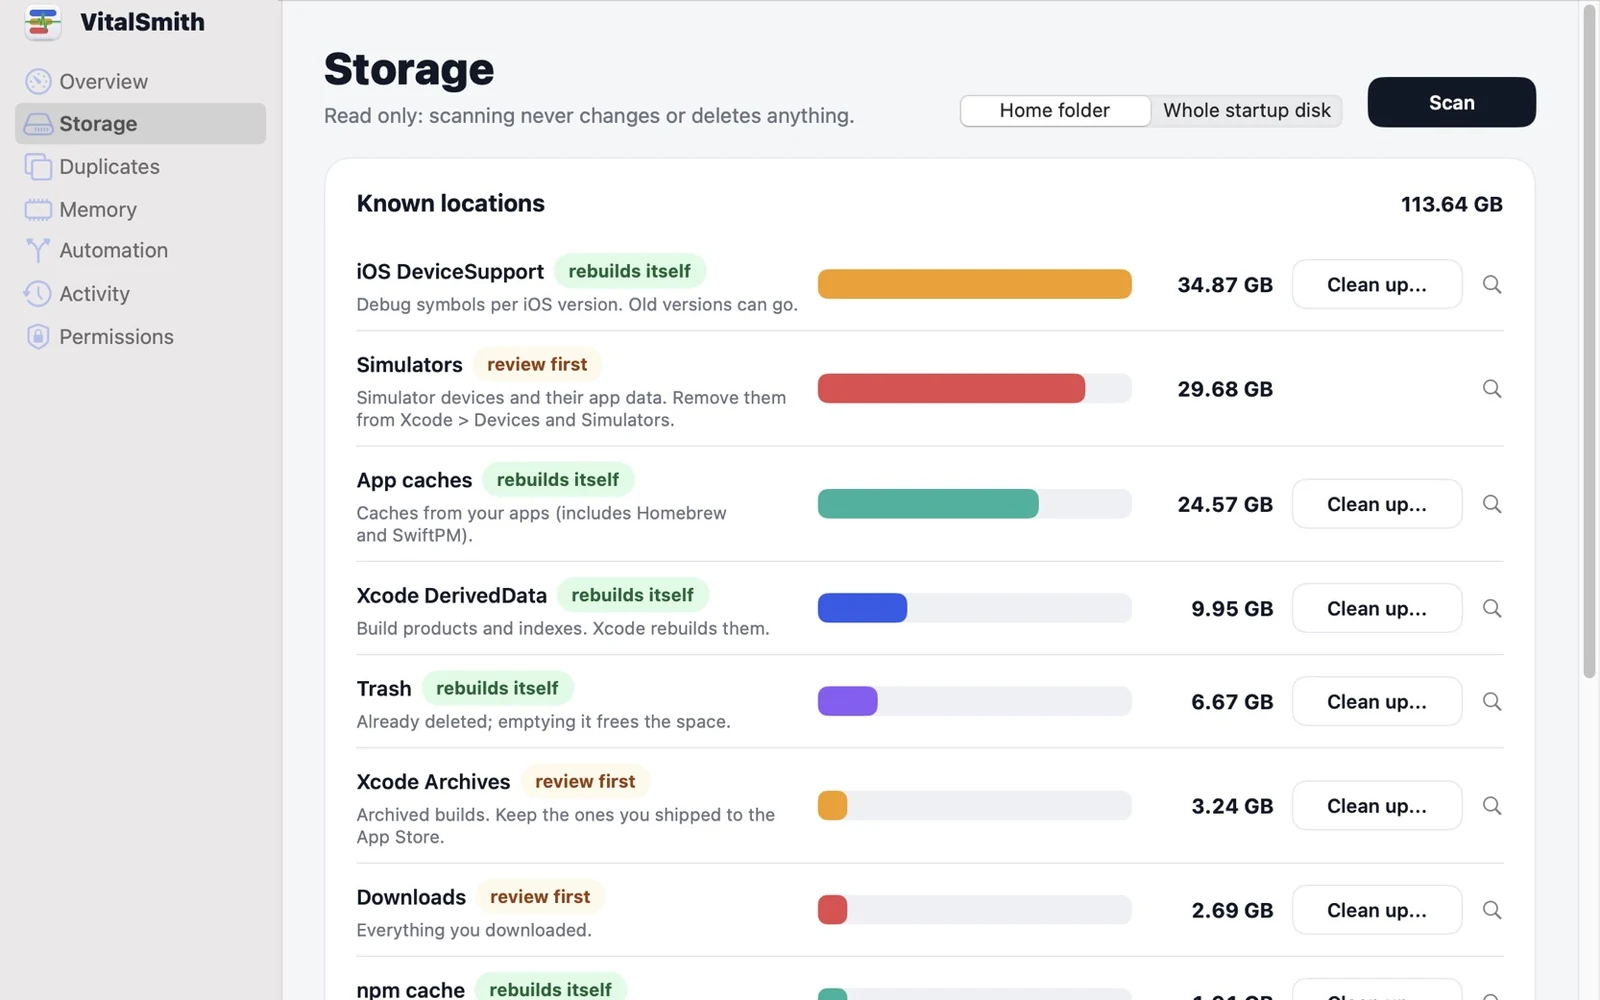 VitalSmith
Overview
Storage
Duplicates
Memory
Automation
Activity
Permissions
Storage
Read only: scanning never changes or deletes anything.
Home folder
Whole startup disk
Scan
Known locations
113.64 GB
iOS DeviceSupport
rebuilds itself
Debug symbols per iOS version. Old versions can go.
34.87 GB
Clean up...
Simulators
review first
Simulator devices and their app data. Remove them
from Xcode > Devices and Simulators.
29.68 GB
App caches
rebuilds itself
Caches from your apps (includes Homebrew
and SwiftPM).
24.57 GB
Clean up...
Xcode DerivedData
rebuilds itself
Build products and indexes. Xcode rebuilds them.
9.95 GB
Clean up...
Trash
rebuilds itself
Already deleted; emptying it frees the space.
6.67 GB
Clean up...
Xcode Archives
review first
Archived builds. Keep the ones you shipped to the
App Store.
3.24 GB
Clean up...
Downloads
review first
Everything you downloaded.
2.69 GB
Clean up...
npm cache
rebuilds itself